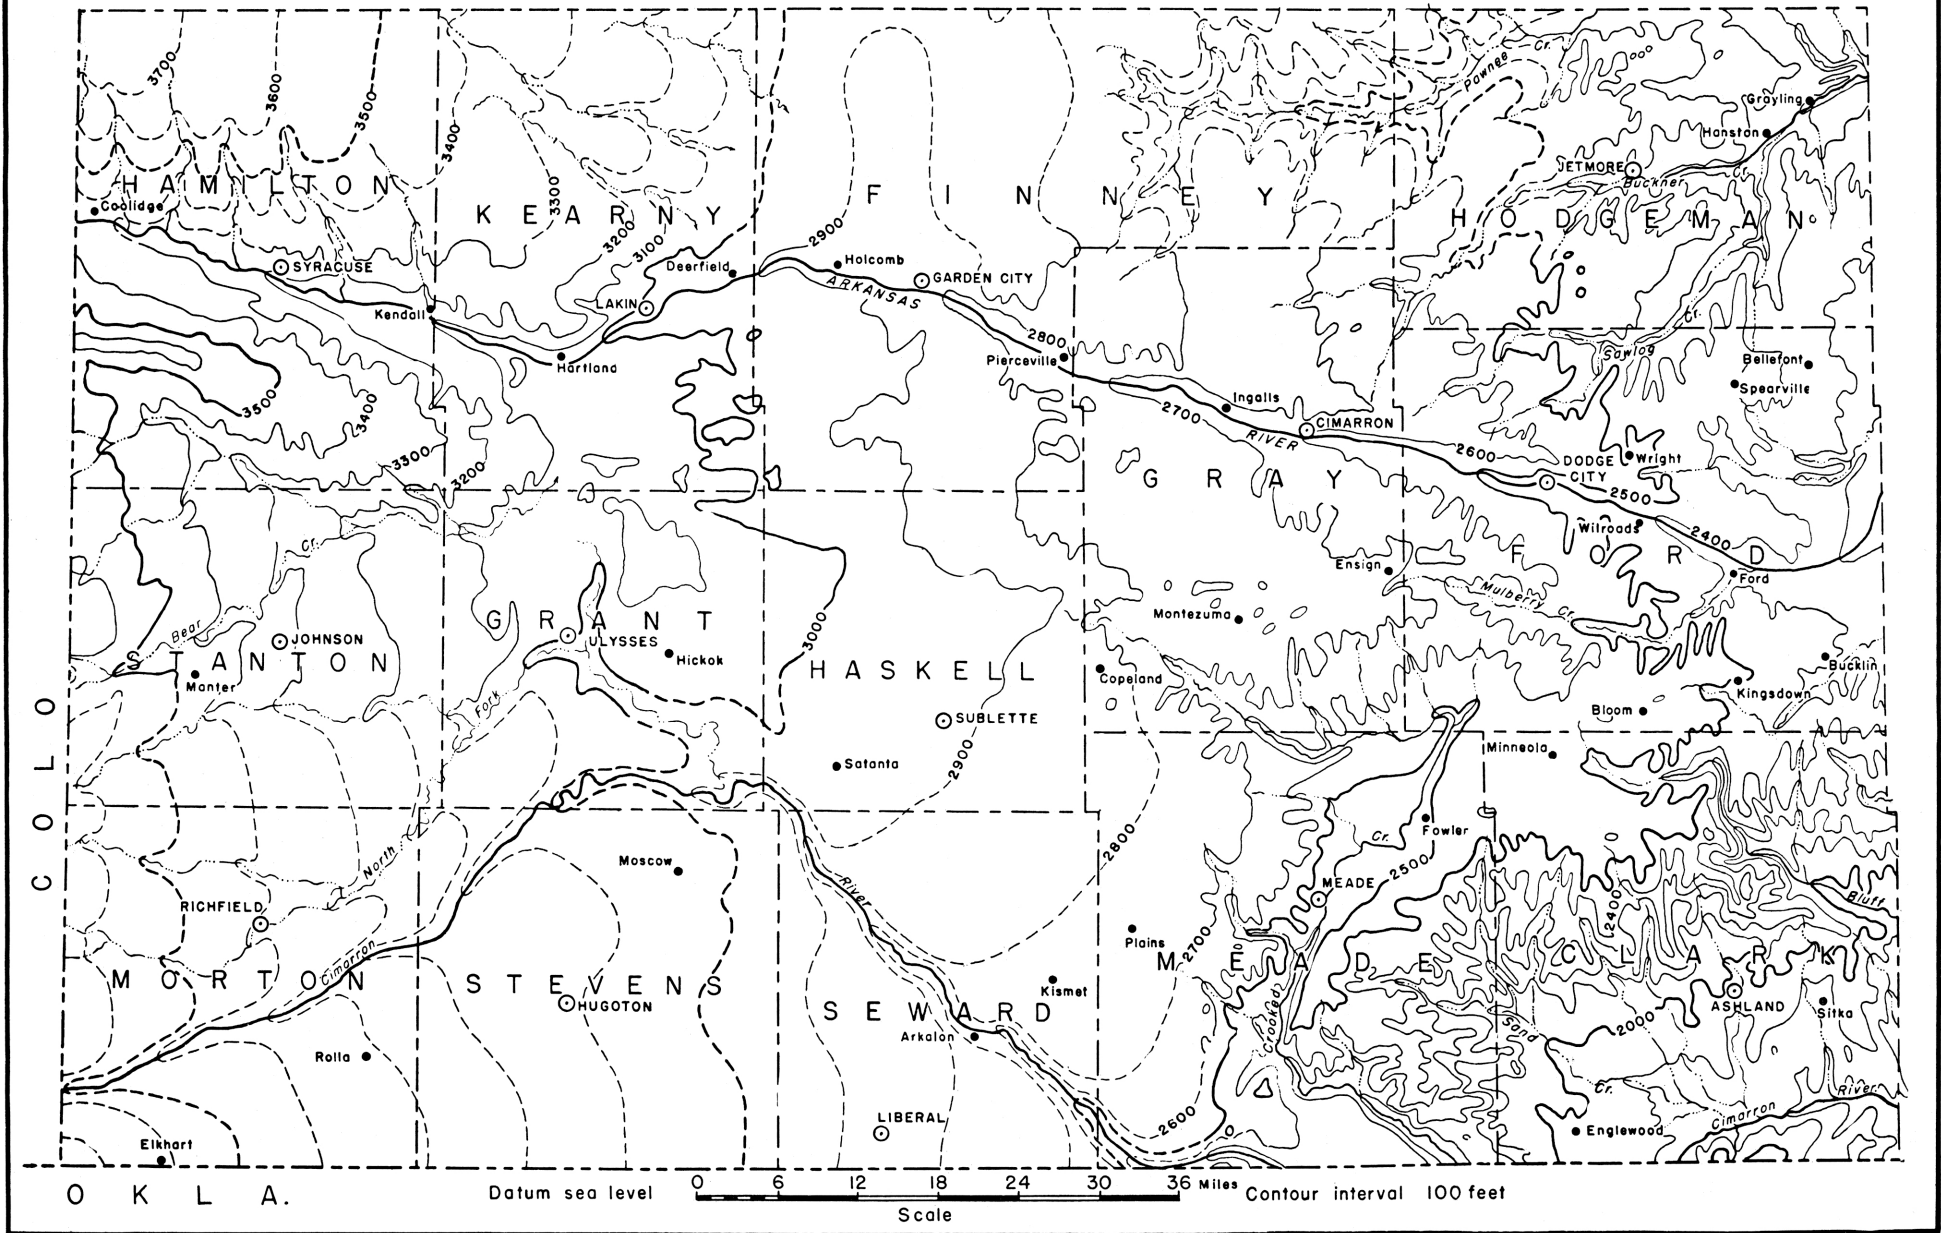 3700
3600
3500
3400
3300
3200
3100
2900
Pawnee Cr.
Grayling
Hanston
JETMORE
Buckner Cr.
HAMILTON
KEARNY
FINNEY
HODGEMAN
Coolidge
SYRACUSE
Kendall
LAKIN
Deerfield
Holcomb
GARDEN CITY
ARKANSAS
Hartland
2800
Pierceville
Sawlog Cr.
Bellefont
Spearville
3500
3400
3300
3200
Ingalls
2700
RIVER
CIMARRON
2600
DODGE
CITY
Wright
2500
GRAY
Wilroads
2400
FORD
Ford
Ensign
Mulberry Cr.
Montezuma
Cr.
Bear
JOHNSON
STANTON
Manter
GRANT
ULYSSES
Hickok
3000
HASKELL
SUBLETTE
Satanta
2900
Copeland
Bucklin
Kingsdown
Bloom
Minneola
COLO
Fork
North
Moscow
River
2800
Cr.
Fowler
2500
MEADE
RICHFIELD
Cimarron
MORTON
STEVENS
HUGOTON
SEWARD
Arkalon
Kismet
Plains
2700
MEADE
Crooked
CLARK
2400
Bluff
ASHLAND
Sitka
2000
Sand
Cr.
Rolla
Elkhart
LIBERAL
2600
Englewood
Cimarron River
OKLA.
Datum sea level
0 6 12 18 24 30 36 Miles
Scale
Contour interval 100 feet